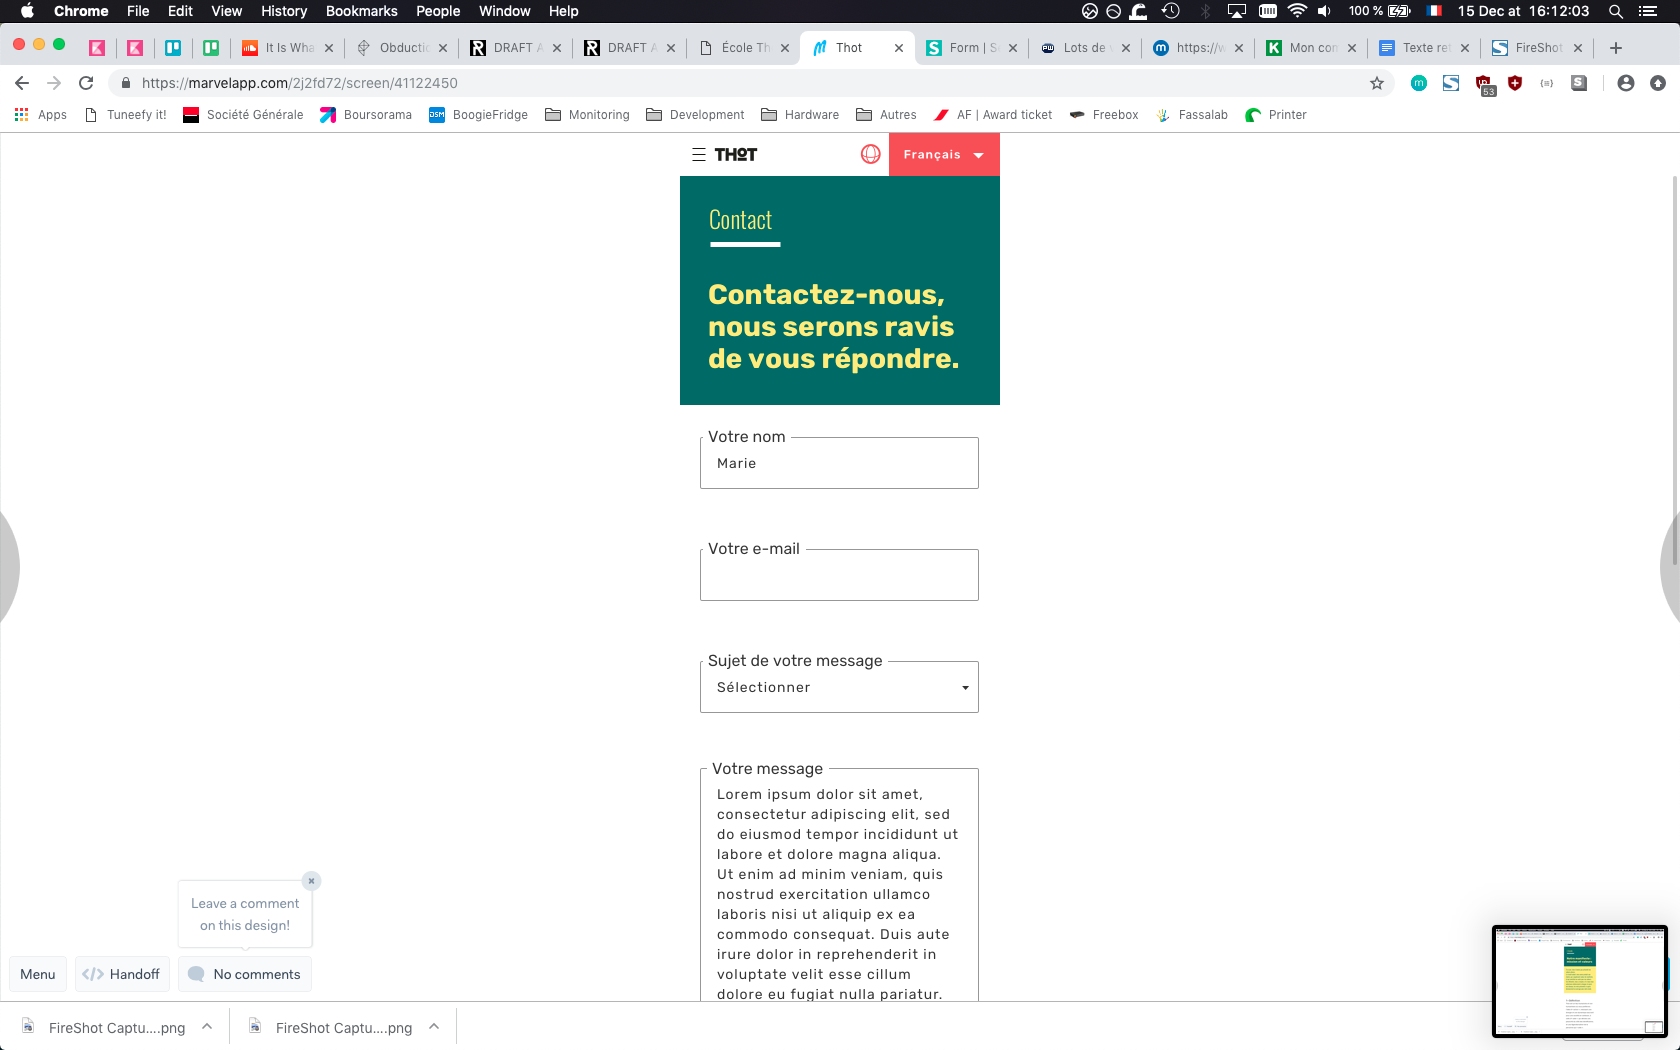 Chrome File Edit View History Bookmarks People Window Help 100 % 15 Dec at 16:12:03
It Is Wha Obductio DRAFT A DRAFT A École Th Thot Form | S Lots de https://w Mon con Texte ret FireShot
https://marvelapp.com/2j2fd72/screen/41122450 53
Apps Tuneefy it! Société Générale Boursorama BoogieFridge Monitoring Development Hardware Autres AF | Award ticket Freebox Fassalab Printer
THOT Français
Contact
Contactez-nous,
nous serons ravis
de vous répondre.
Votre nom
Marie
Votre e-mail
Sujet de votre message
Sélectionner
Votre message
Lorem ipsum dolor sit amet,
consectetur adipiscing elit, sed
do eiusmod tempor incididunt ut
labore et dolore magna aliqua.
Ut enim ad minim veniam, quis
nostrud exercitation ullamco
laboris nisi ut aliquip ex ea
commodo consequat. Duis aute
irure dolor in reprehenderit in
voluptate velit esse cillum
dolore eu fugiat nulla pariatur.
Leave a comment
on this design!
Menu </> Handoff No comments
FireShot Captu....png FireShot Captu....png